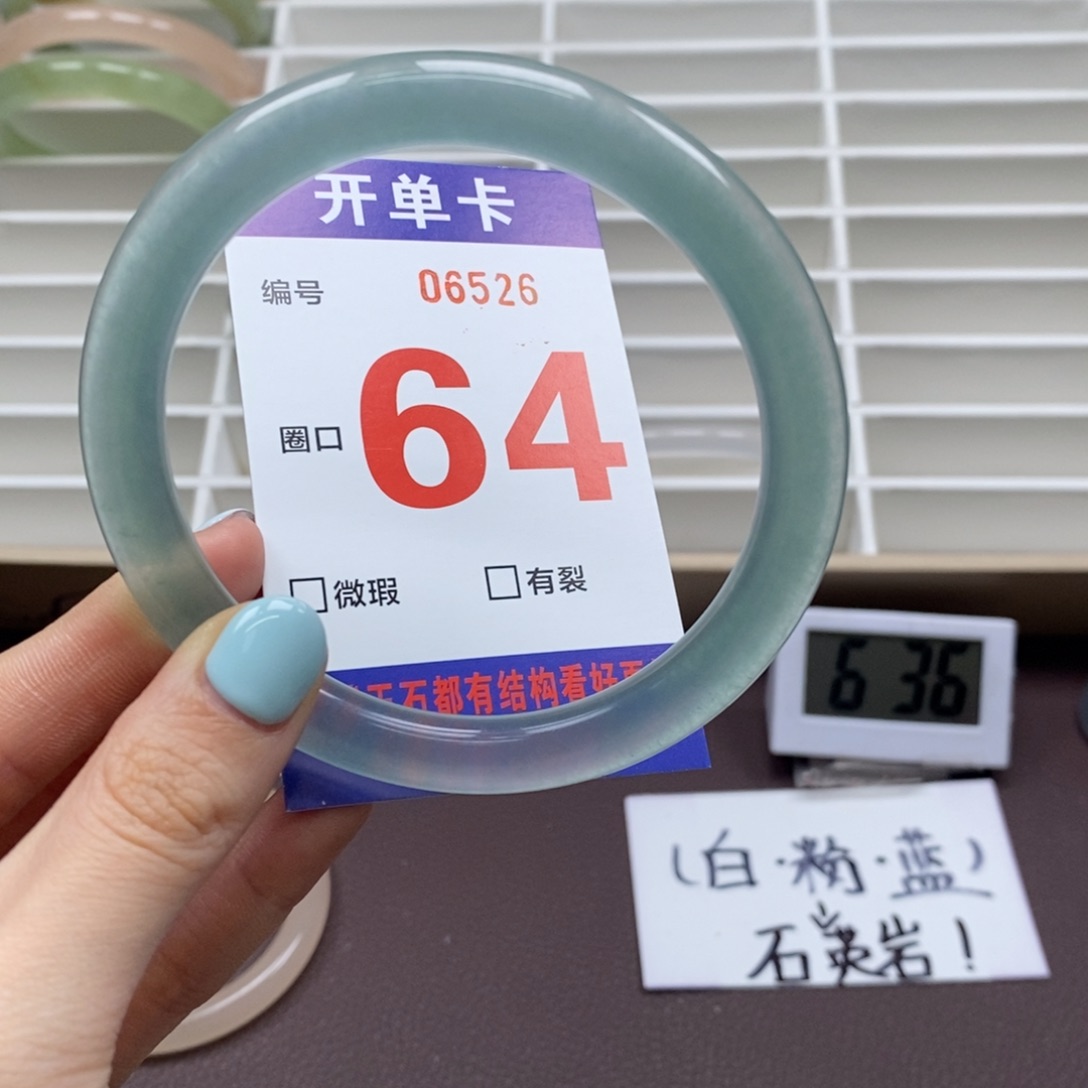 开单卡
编号 06526
圈口 64
□微瑕 □有裂
石都有结构看好
6 36
(白·粉·蓝)
石英岩!